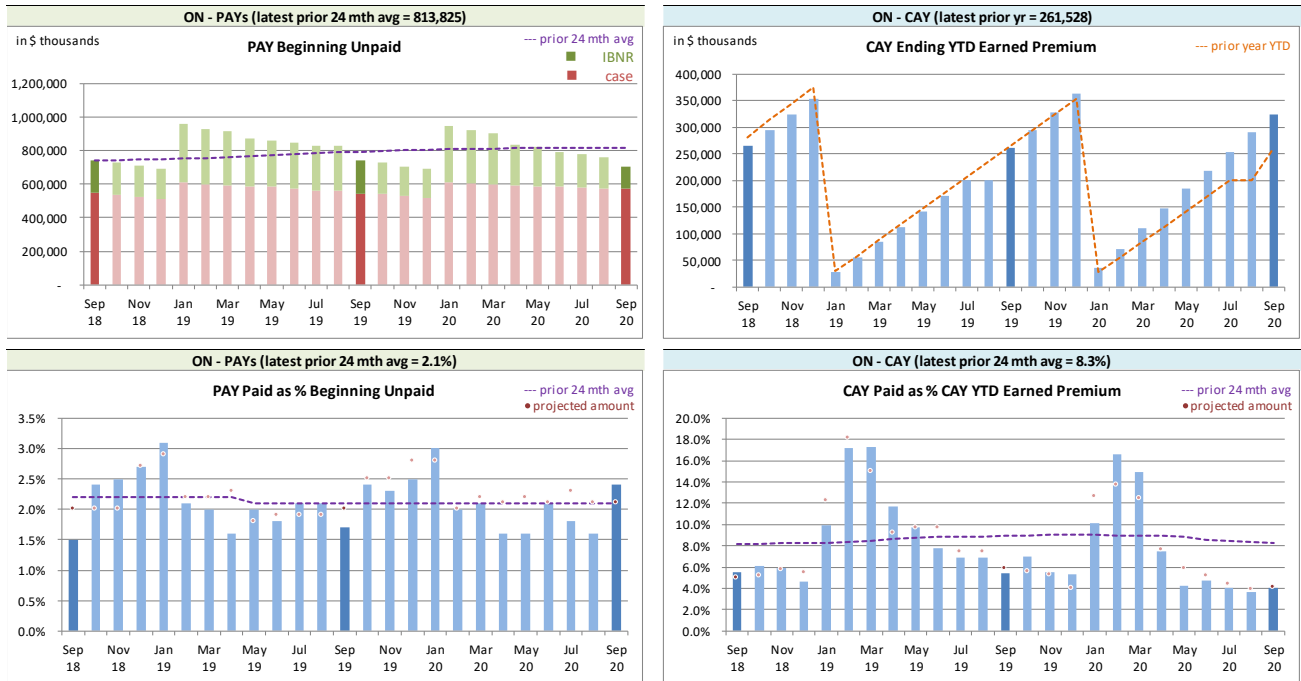 ON - PAYs (latest prior 24 mth avg = 813,825)
in $ thousands
PAY Beginning Unpaid
--- prior 24 mth avg
IBNR
case
1,200,000
1,000,000
800,000
600,000
400,000
200,000
-
Sep Nov Jan Mar May Jul Sep Nov Jan Mar May Jul Sep
18 18 19 19 19 19 19 19 20 20 20 20 20
ON - CAY (latest prior yr = 261,528)
in $ thousands
CAY Ending YTD Earned Premium
--- prior year YTD
400,000
350,000
300,000
250,000
200,000
150,000
100,000
50,000
-
Sep Nov Jan Mar May Jul Sep Nov Jan Mar May Jul Sep
18 18 19 19 19 19 19 19 20 20 20 20 20
ON - PAYs (latest prior 24 mth avg = 2.1%)
PAY Paid as % Beginning Unpaid
--- prior 24 mth avg
projected amount
3.5%
3.0%
2.5%
2.0%
1.5%
1.0%
0.5%
0.0%
Sep Nov Jan Mar May Jul Sep Nov Jan Mar May Jul Sep
18 18 19 19 19 19 19 19 20 20 20 20 20
ON - CAY (latest prior 24 mth avg = 8.3%)
CAY Paid as % CAY YTD Earned Premium
--- prior 24 mth avg
projected amount
20.0%
18.0%
16.0%
14.0%
12.0%
10.0%
8.0%
6.0%
4.0%
2.0%
0.0%
Sep Nov Jan Mar May Jul Sep Nov Jan Mar May Jul Sep
18 18 19 19 19 19 19 19 20 20 20 20 20